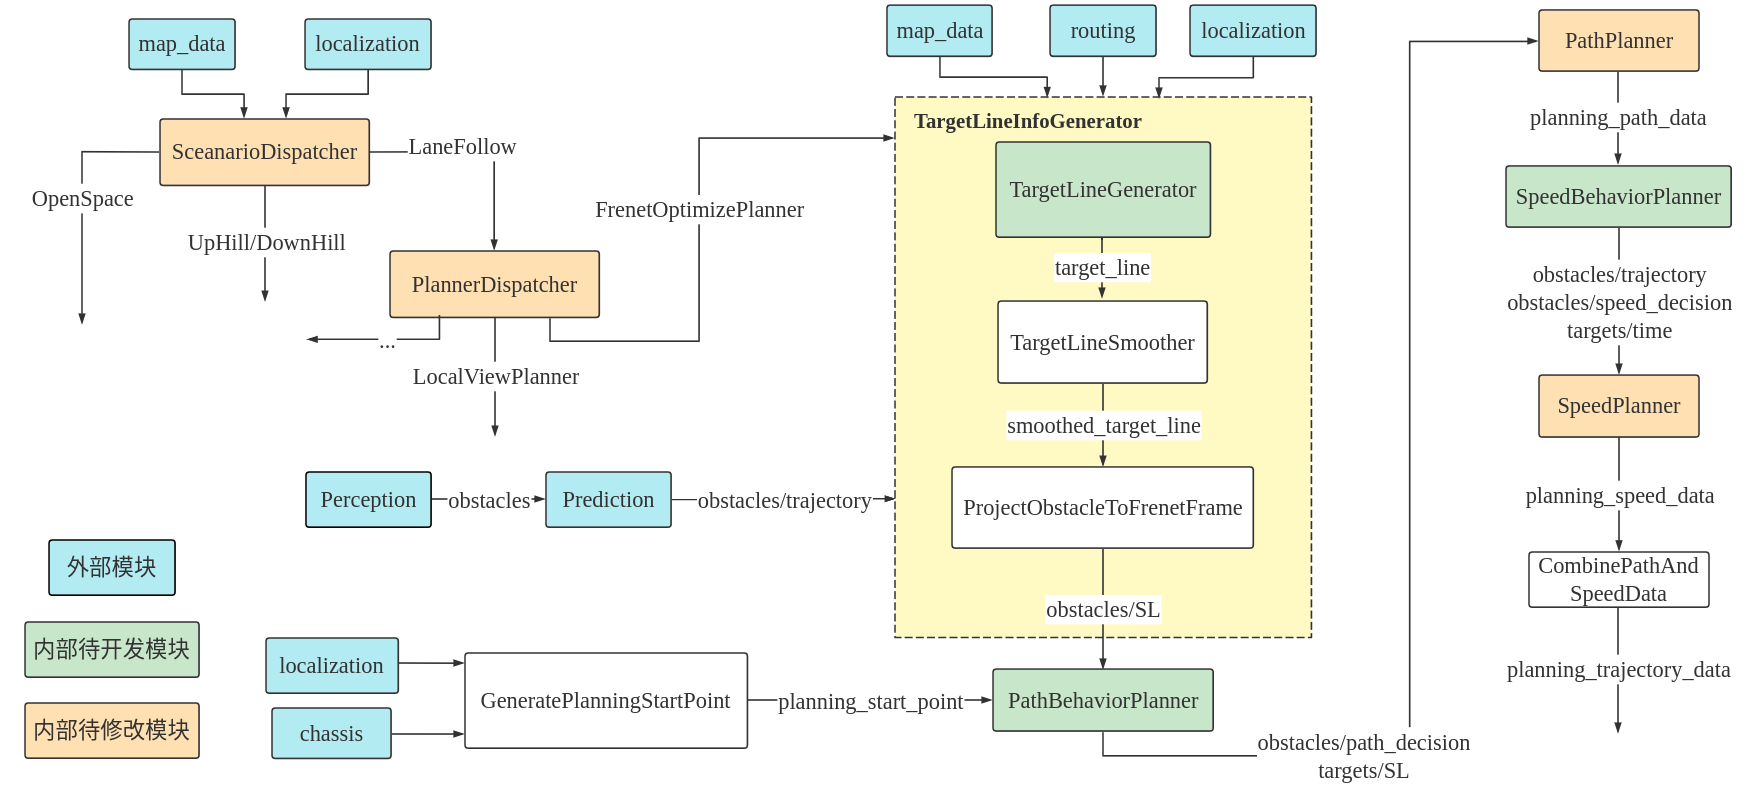 map_data
localization
SceanarioDispatcher
OpenSpace
UpHill/DownHill
LaneFollow
PlannerDispatcher
...
LocalViewPlanner
FrenetOptimizePlanner
Perception
obstacles
Prediction
obstacles/trajectory
外部模块
内部待开发模块
内部待修改模块
localization
chassis
GeneratePlanningStartPoint
planning_start_point
map_data
routing
localization
TargetLineInfoGenerator
TargetLineGenerator
target_line
TargetLineSmoother
smoothed_target_line
ProjectObstacleToFrenetFrame
obstacles/SL
PathBehaviorPlanner
obstacles/path_decision
targets/SL
PathPlanner
planning_path_data
SpeedBehaviorPlanner
obstacles/trajectory
obstacles/speed_decision
targets/time
SpeedPlanner
planning_speed_data
CombinePathAnd
SpeedData
planning_trajectory_data